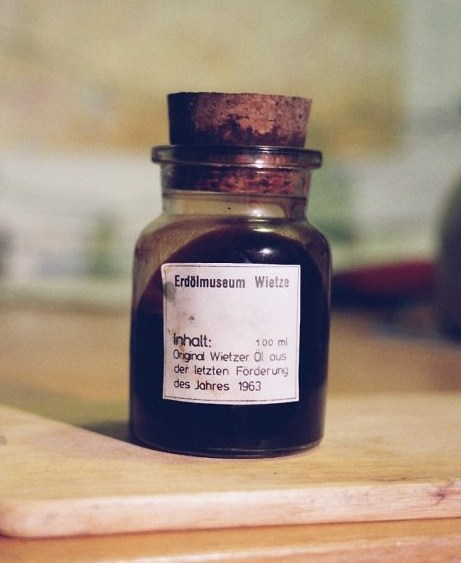 Erdölmuseum Wietze
Inhalt: 100 ml
Original Wietzer Öl aus
der letzten Förderung
des Jahres 1963